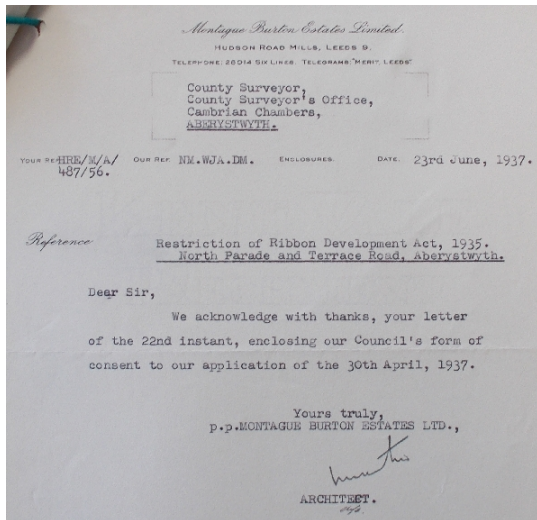 Montague Burton Estates Limited.
HUDSON ROAD MILLS, LEEDS 9.
TELEPHONE: 26014 SIX LINES. TELEGRAMS: "MERIT, LEEDS"
County Surveyor,
County Surveyor's Office,
Cambrian Chambers,
ABERYSTWYTH.
YOUR REF. HRE/M/A/ OUR REF. NM.WJA.DM. ENCLOSURES. DATE. 23rd June, 1937.
487/56.
Reference Restriction of Ribbon Development Act, 1935.
North Parade and Terrace Road, Aberystwyth.
Dear Sir,
We acknowledge with thanks, your letter
of the 22nd instant, enclosing our Council's form of
consent to our application of the 30th April, 1937.
Yours truly,
p.p.MONTAGUE BURTON ESTATES LTD.,
ARCHITECT.